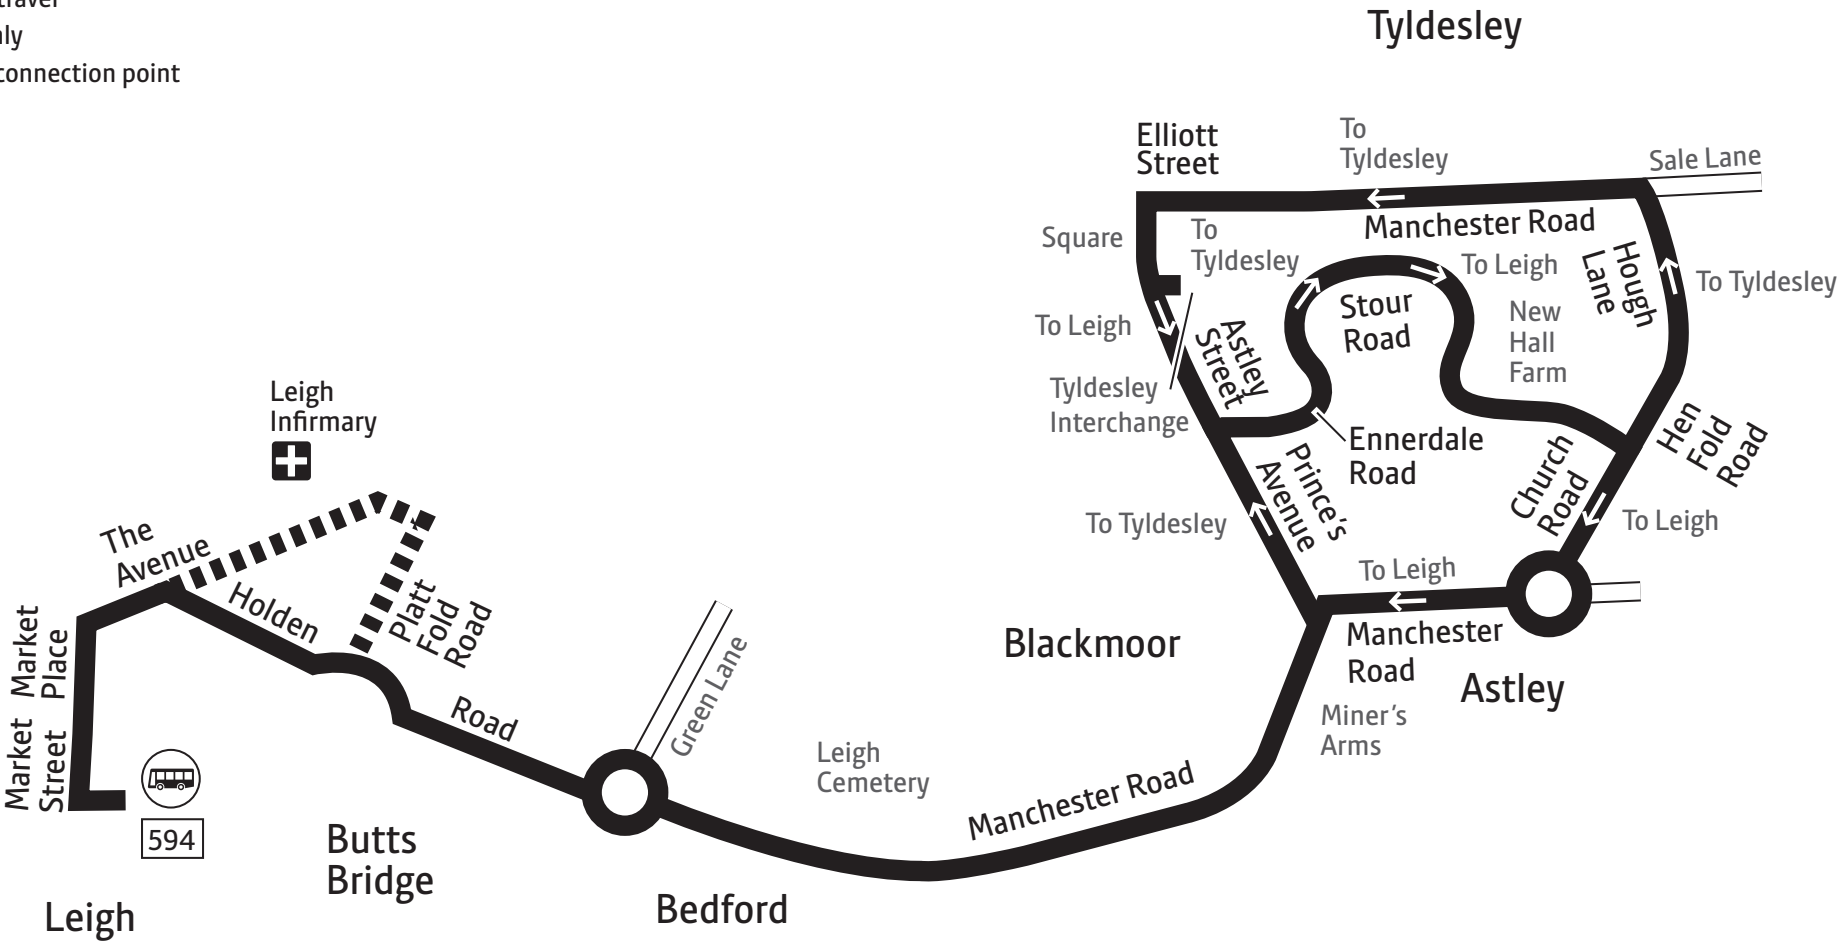 connection point
Tyldesley
Elliott
Street
To
Tyldesley
Sale Lane
Square
To
Tyldesley
Manchester Road
To Leigh
Hough
Lane
To Tyldesley
Stour
Road
New
Hall
Farm
To Leigh
Astley
Street
Tyldesley
Interchange
Ennerdale
Road
Hen
Fold
Road
Church
Road
Prince's
Avenue
To Tyldesley
To Leigh
To Leigh
Manchester
Road
Astley
Blackmoor
Miner's
Arms
Leigh
Infirmary
The
Avenue
Holden
Road
Platt
Fold
Road
Green Lane
Market Place
Market Street
594
Leigh
Cemetery
Manchester Road
Butts
Bridge
Leigh
Bedford